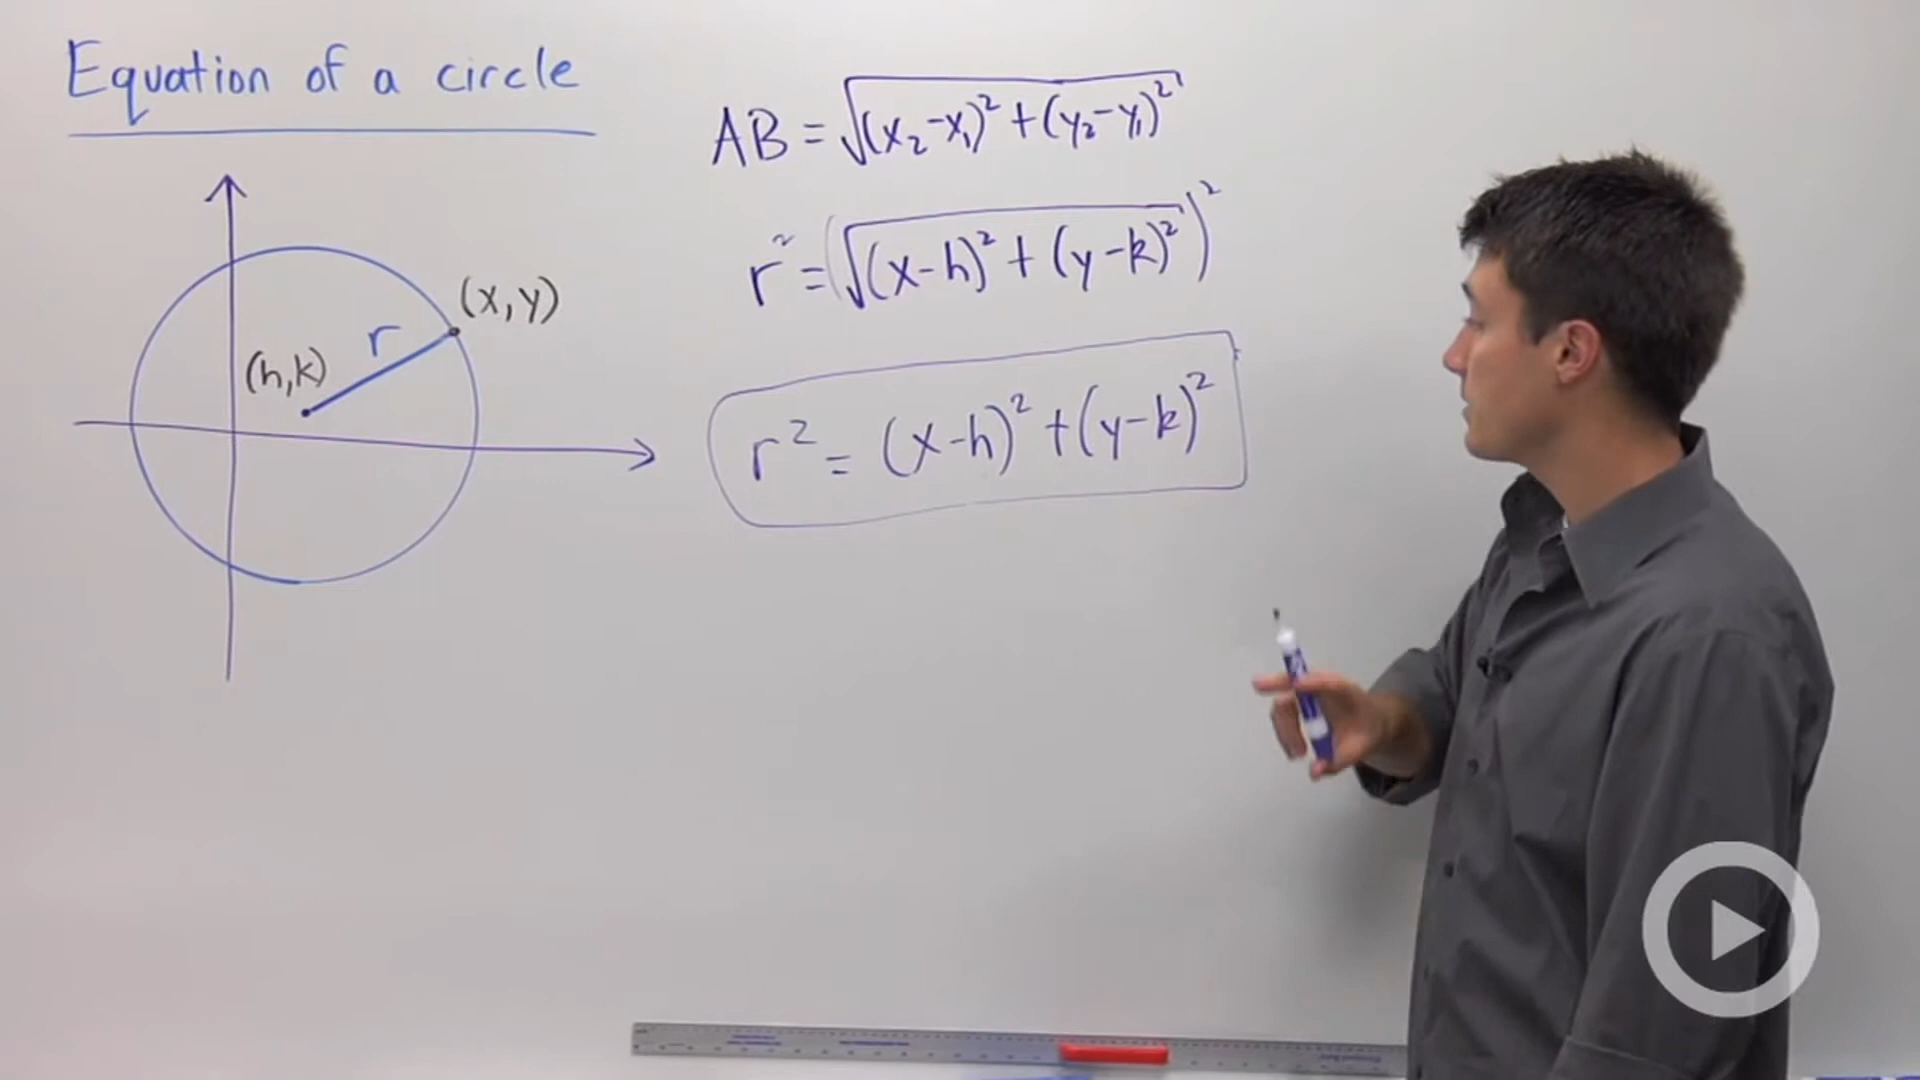 Equation of a circle
AB = √(x₂-x₁)² + (y₂-y₁)²
r² = (√(x-h)² + (y-k)²)²
(x,y)
r
(h,k)
r² = (x-h)² + (y-k)²